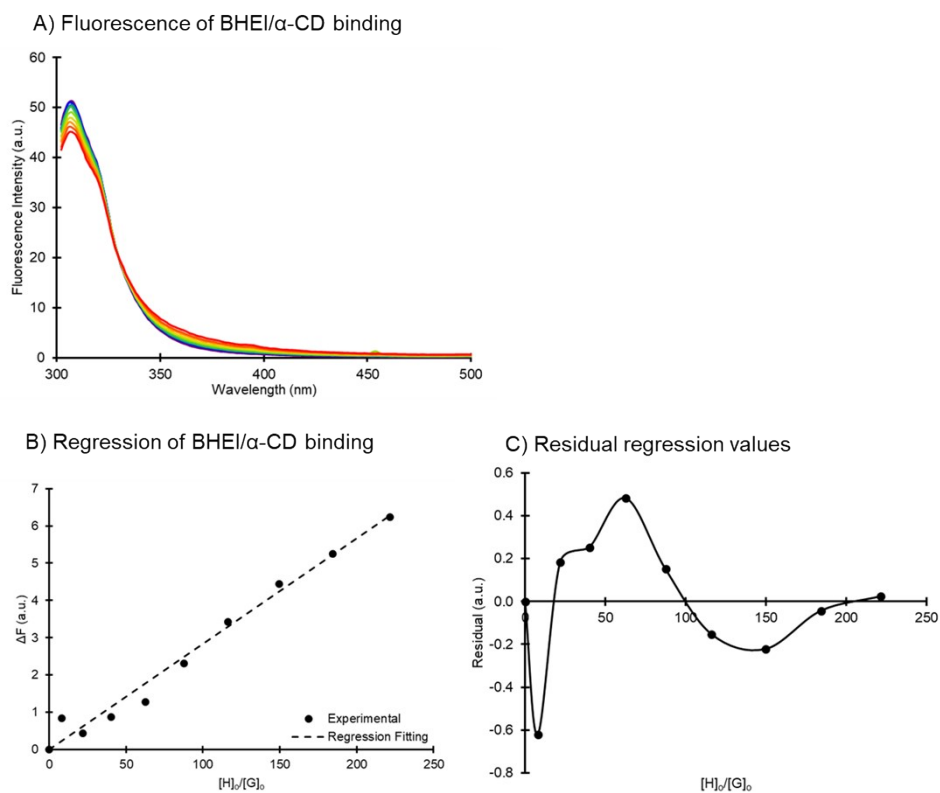 A) Fluorescence of BHEI/α-CD binding
60
50
40
30
20
10
0
Fluorescence Intensity (a.u.)
300 350 400 450 500
Wavelength (nm)
B) Regression of BHEI/α-CD binding
7
6
5
4
3
2
1
0
ΔF (a.u.)
Experimental
Regression Fitting
0 50 100 150 200 250
[H]₀/[G]₀
C) Residual regression values
0.6
0.4
0.2
0.0
-0.2
-0.4
-0.6
-0.8
Residual (a.u.)
0 50 100 150 200 250
[H]₀/[G]₀